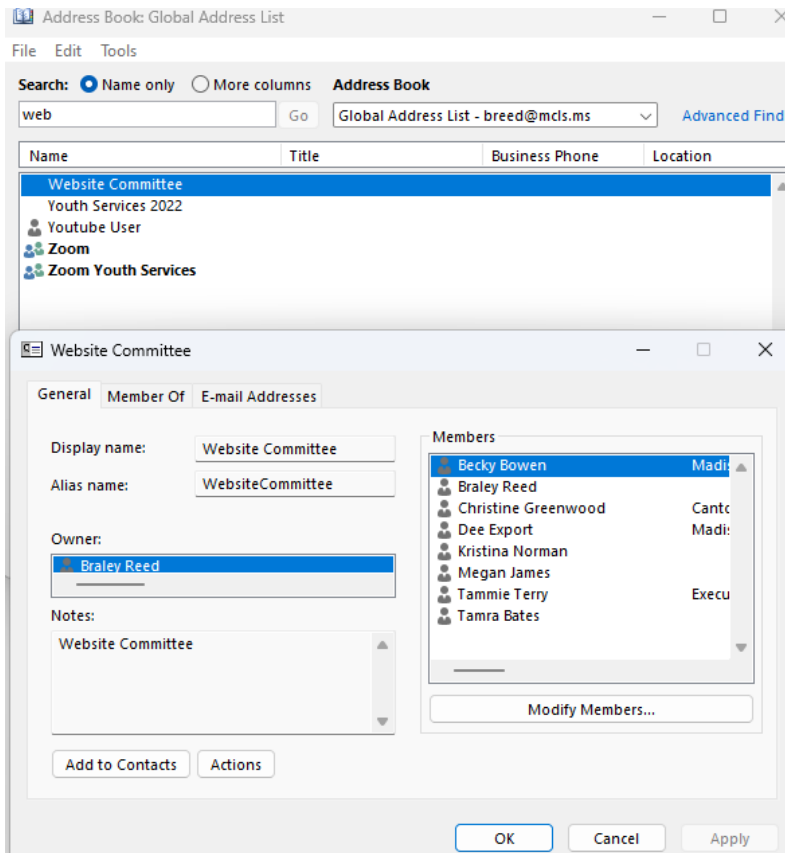 Address Book: Global Address List
File Edit Tools
Search: Name only More columns Address Book
web Go Global Address List - breed@mcls.ms Advanced Find
Name Title Business Phone Location
Website Committee
Youth Services 2022
Youtube User
Zoom
Zoom Youth Services
Website Committee
General Member Of E-mail Addresses
Display name: Website Committee
Alias name: WebsiteCommittee
Owner:
Braley Reed
Notes:
Website Committee
Add to Contacts Actions
Members
Becky Bowen Madi
Braley Reed
Christine Greenwood Cantc
Dee Export Madi
Kristina Norman
Megan James
Tammie Terry Execu
Tamra Bates
Modify Members...
OK Cancel Apply